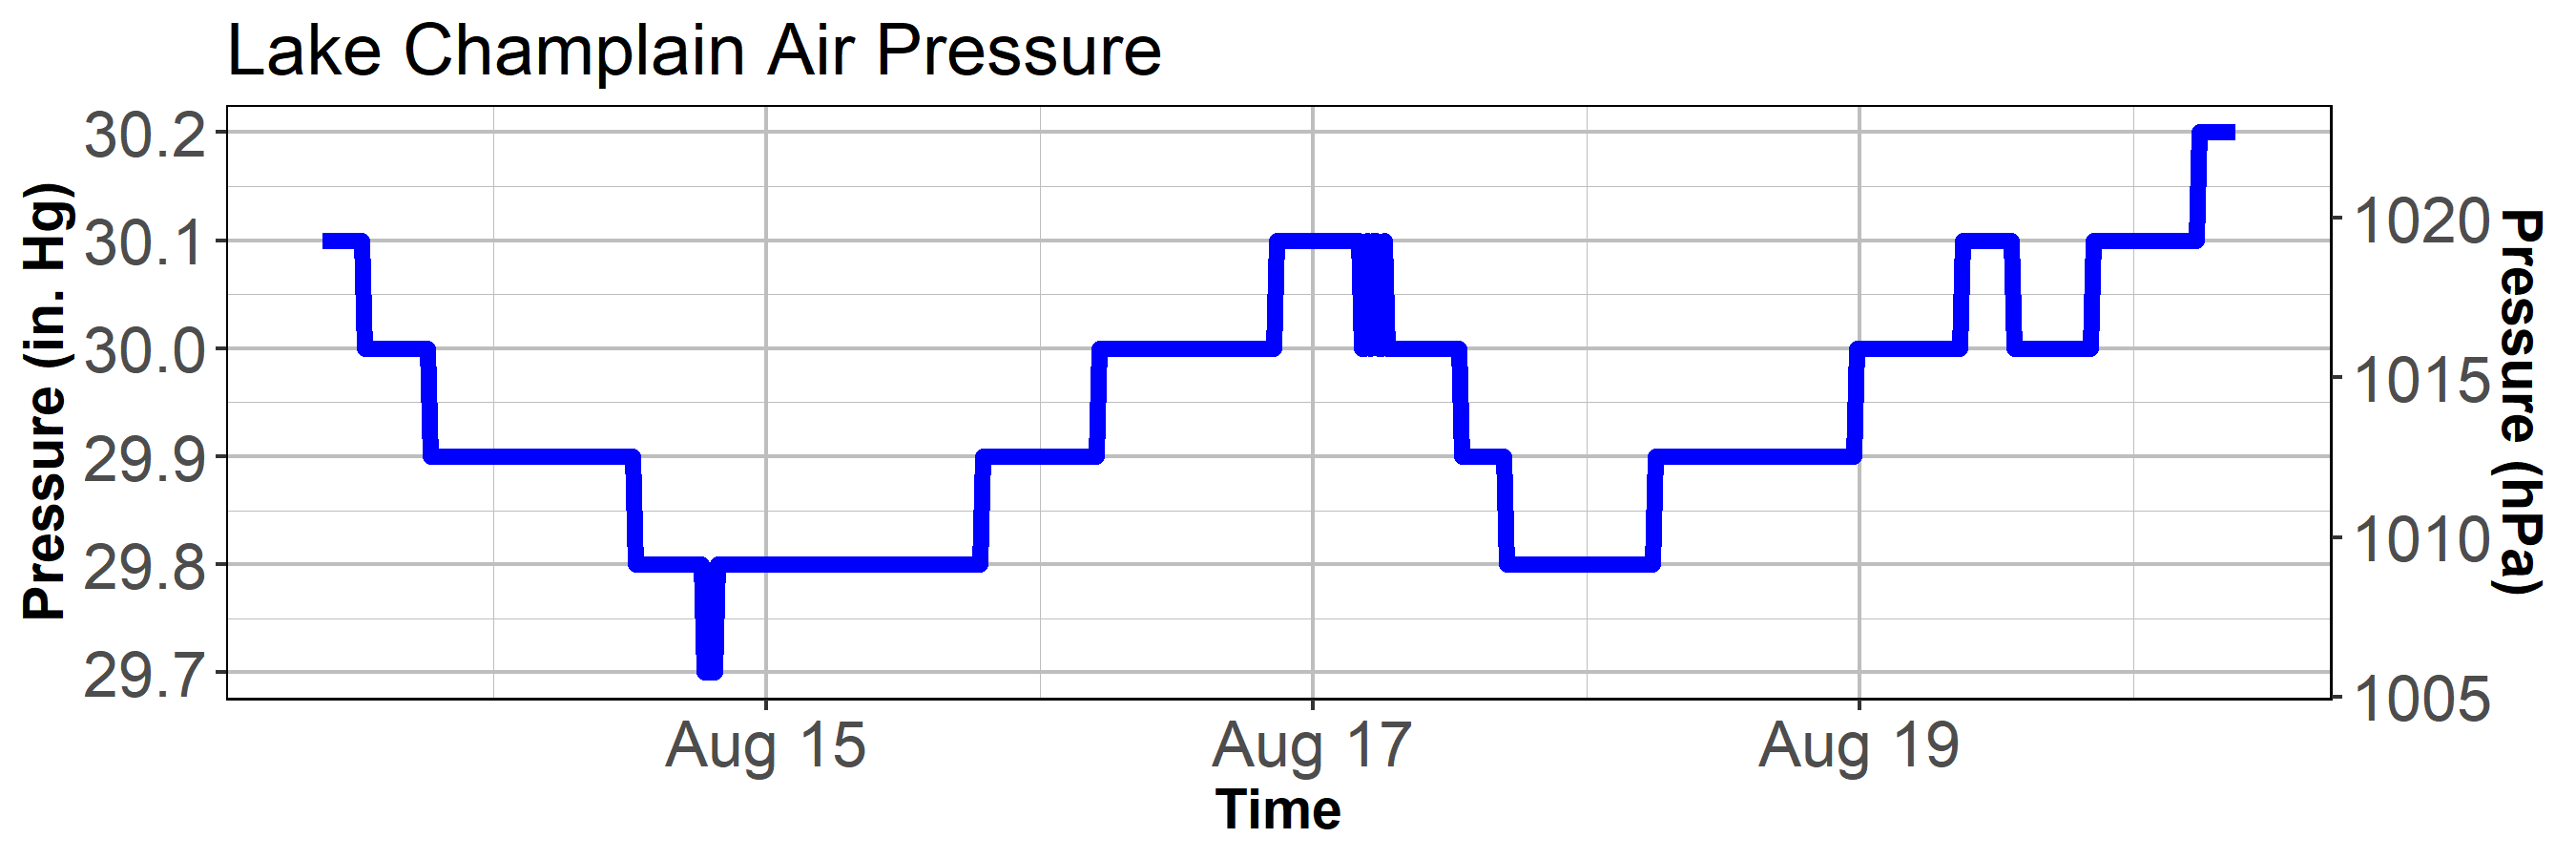 Lake Champlain Air Pressure
Pressure (in. Hg)
30.2
30.1
30.0
29.9
29.8
29.7
1020
1015
1010
1005
Pressure (hPa)
Aug 15
Aug 17
Aug 19
Time